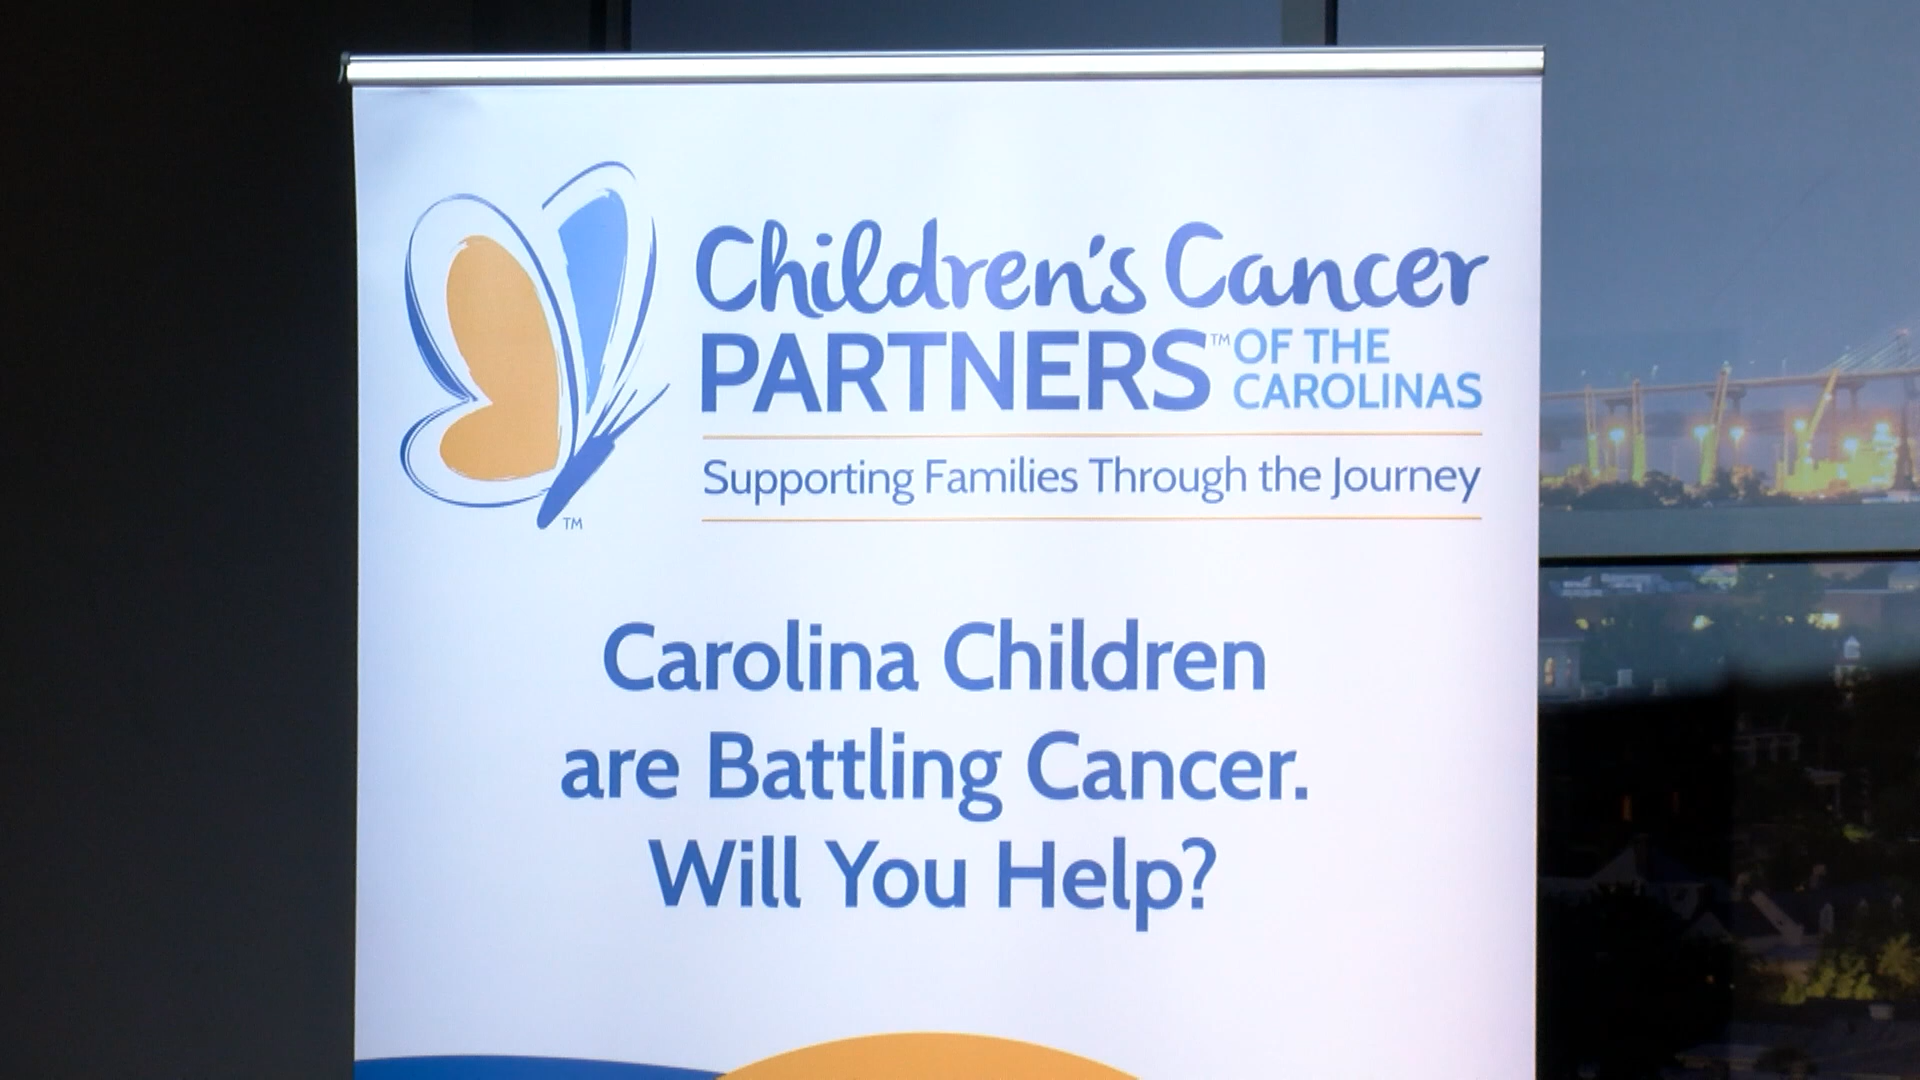 Children's Cancer
PARTNERS™ OF THE
CAROLINAS
Supporting Families Through the Journey
TM
Carolina Children
are Battling Cancer.
Will You Help?